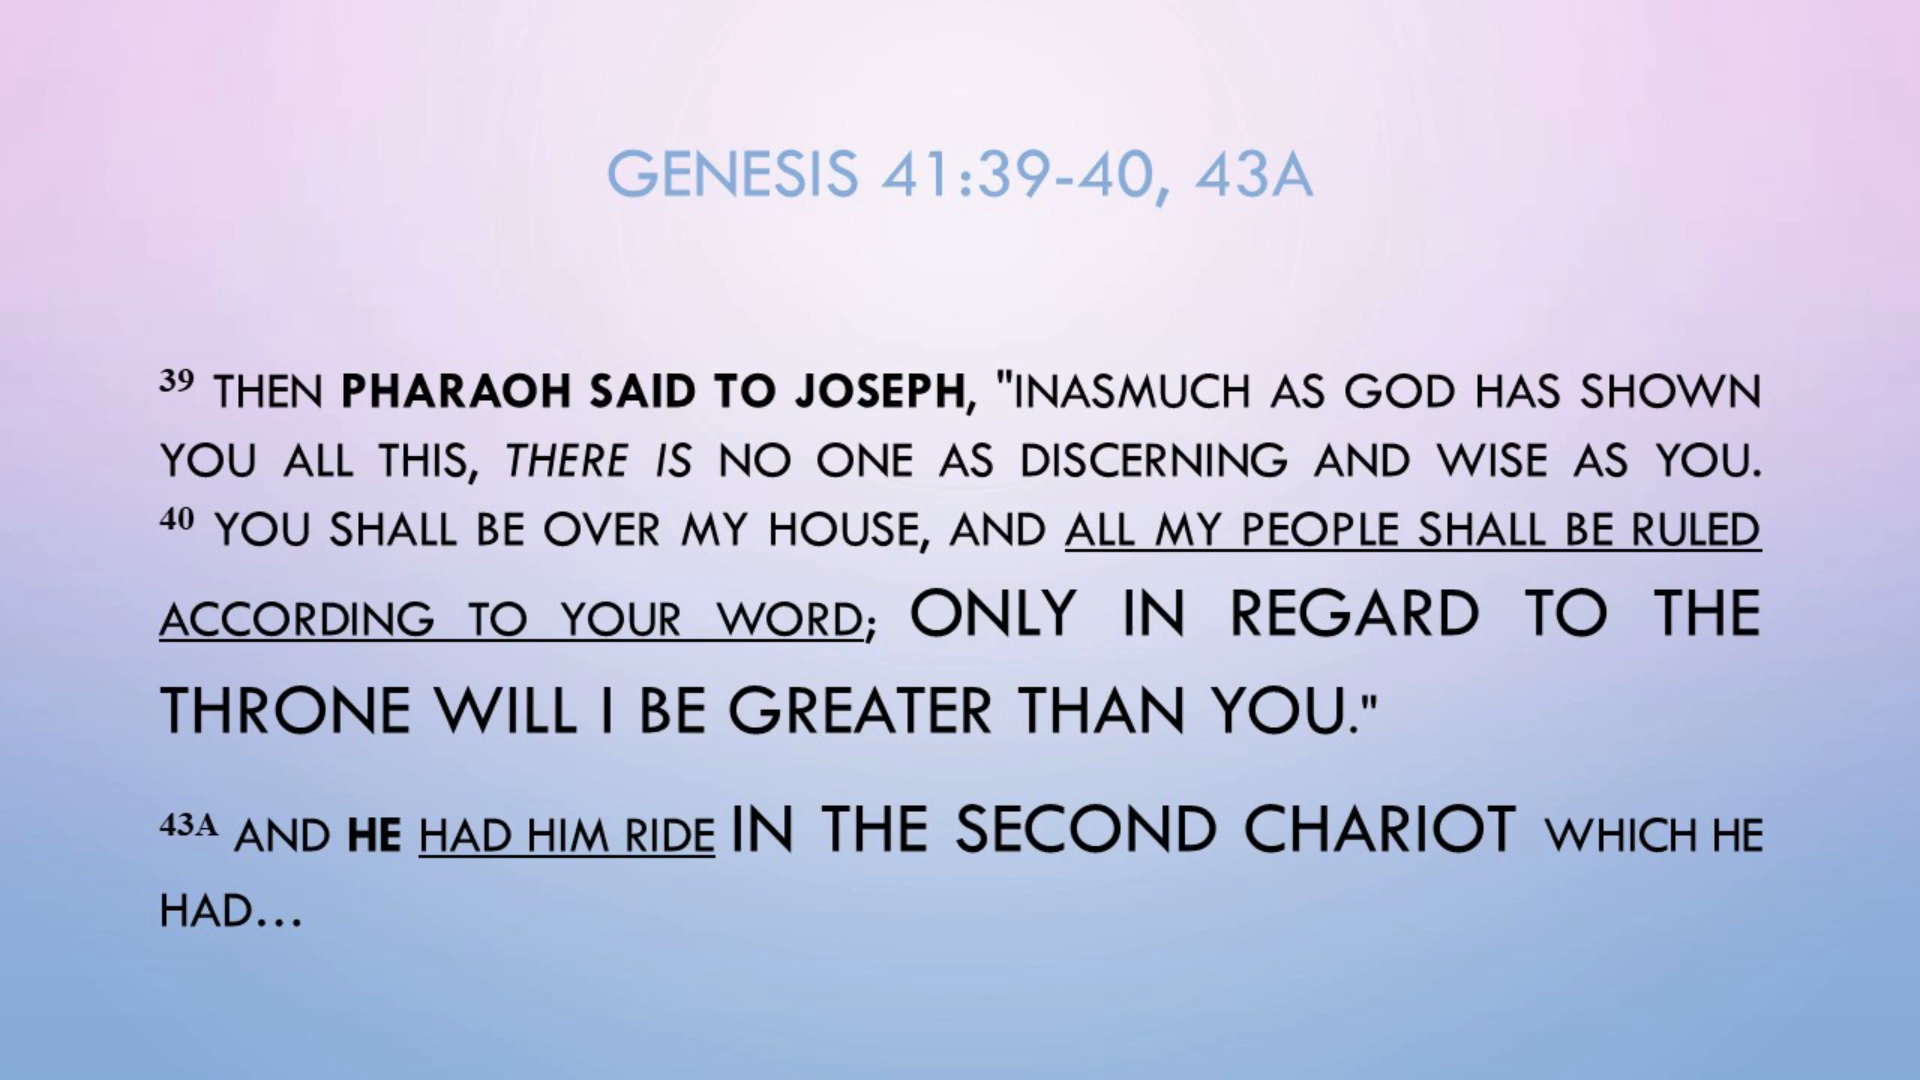 GENESIS 41:39-40, 43A
39 THEN PHARAOH SAID TO JOSEPH, "INASMUCH AS GOD HAS SHOWN
YOU ALL THIS, THERE IS NO ONE AS DISCERNING AND WISE AS YOU.
40 YOU SHALL BE OVER MY HOUSE, AND ALL MY PEOPLE SHALL BE RULED
ACCORDING TO YOUR WORD; ONLY IN REGARD TO THE
THRONE WILL I BE GREATER THAN YOU."
43A AND HE HAD HIM RIDE IN THE SECOND CHARIOT WHICH HE
HAD…